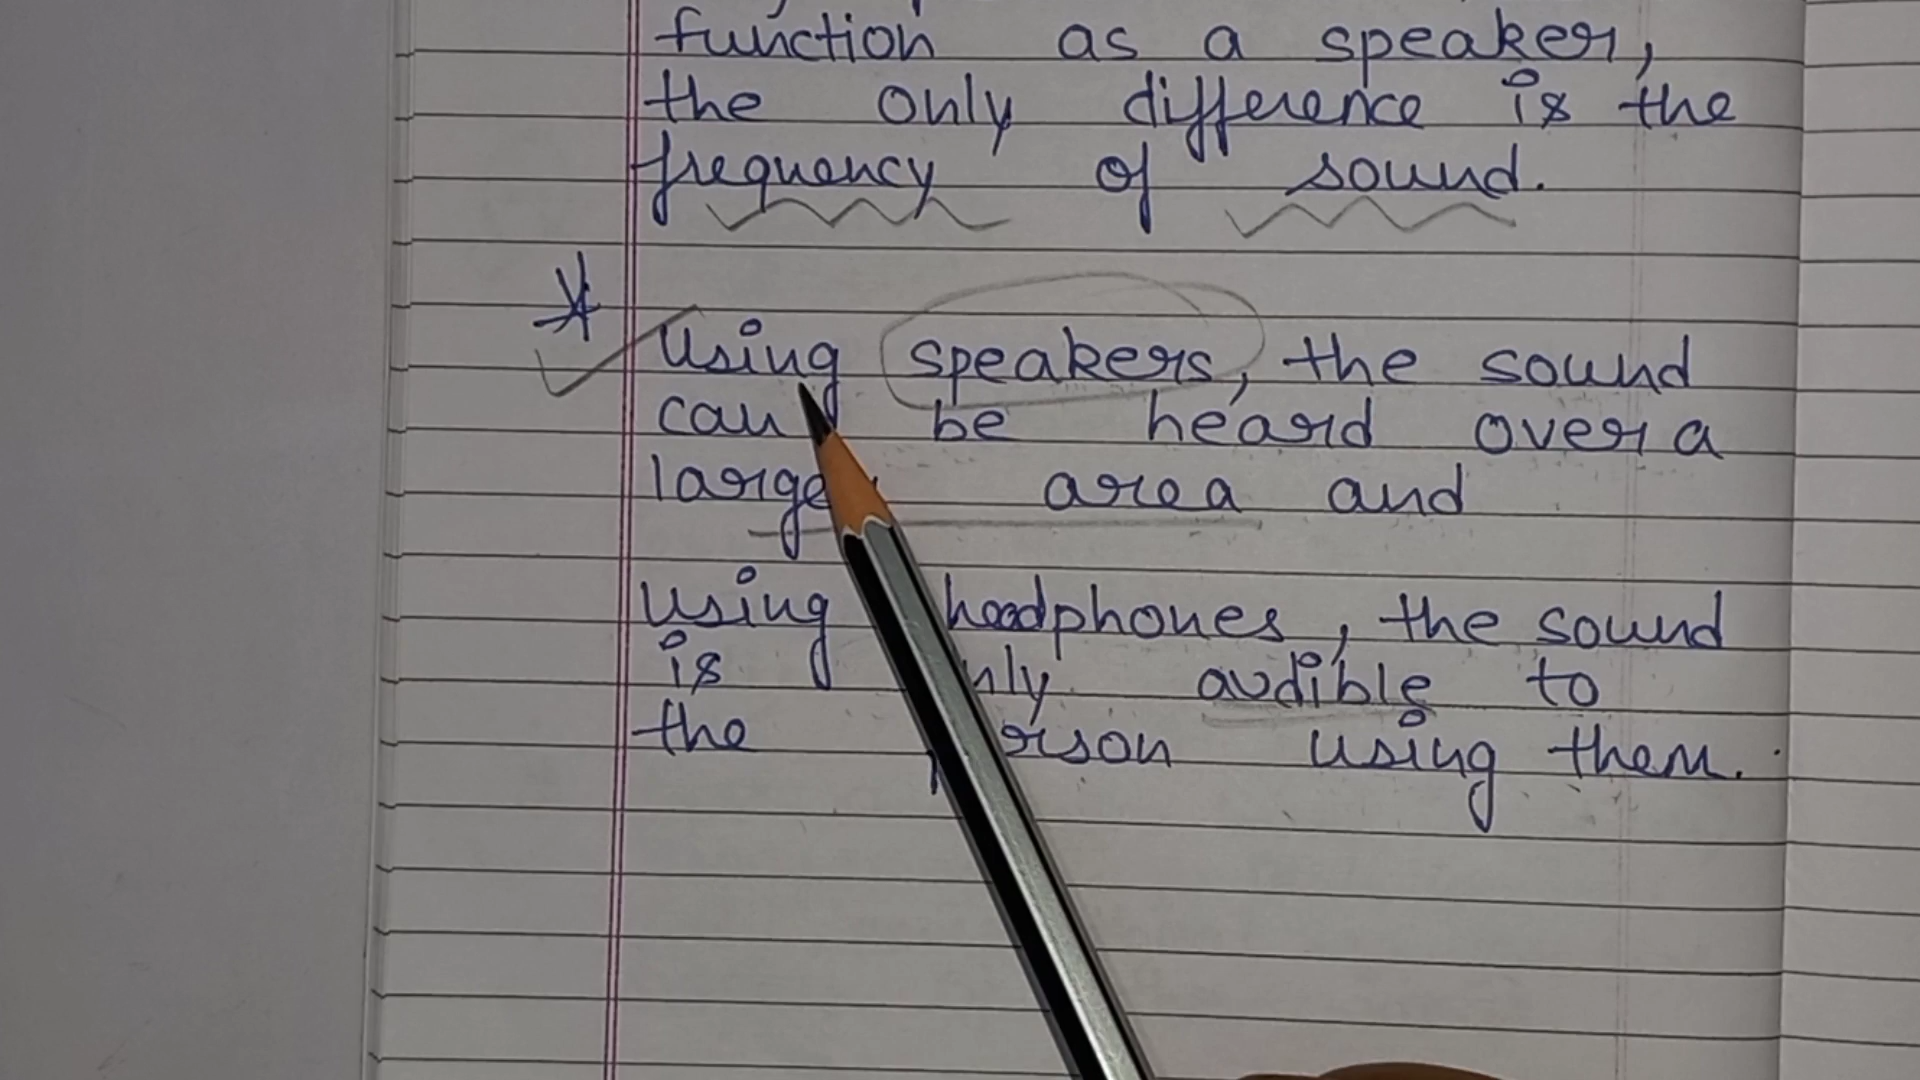 function as a speaker,
the only difference is the
frequency of sound.
Using speakers, the sound
can be heard over a
large area and
using headphones, the sound
is only audible to
the person using them.